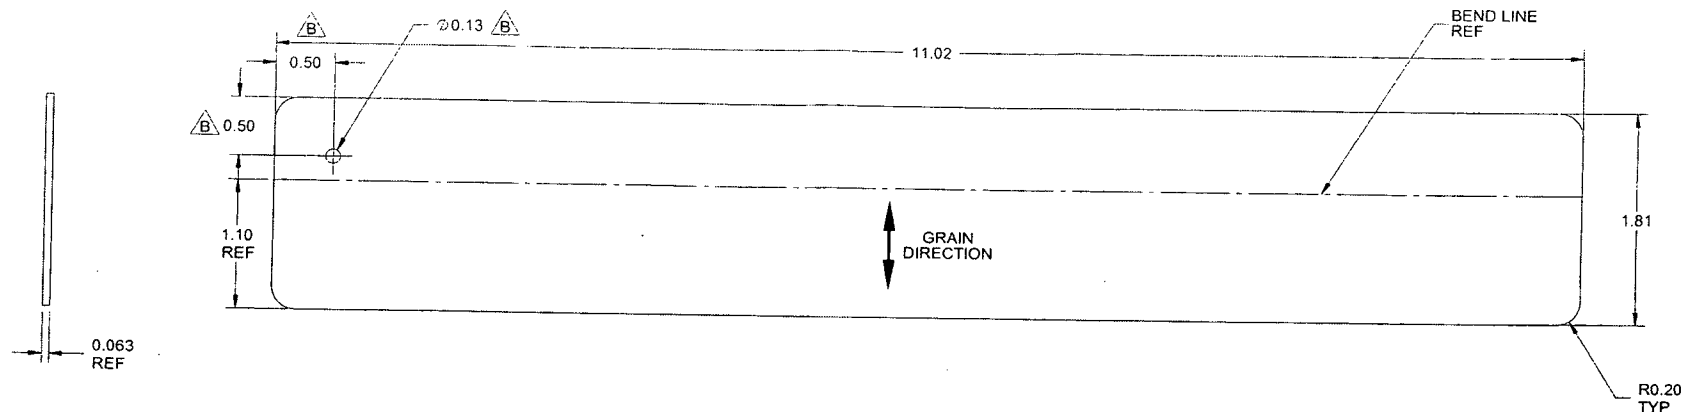 B
∅0.13 B
BEND LINE
REF
11.02
0.50
B 0.50
1.10
REF
GRAIN
DIRECTION
1.81
0.063
REF
R0.20
TYP